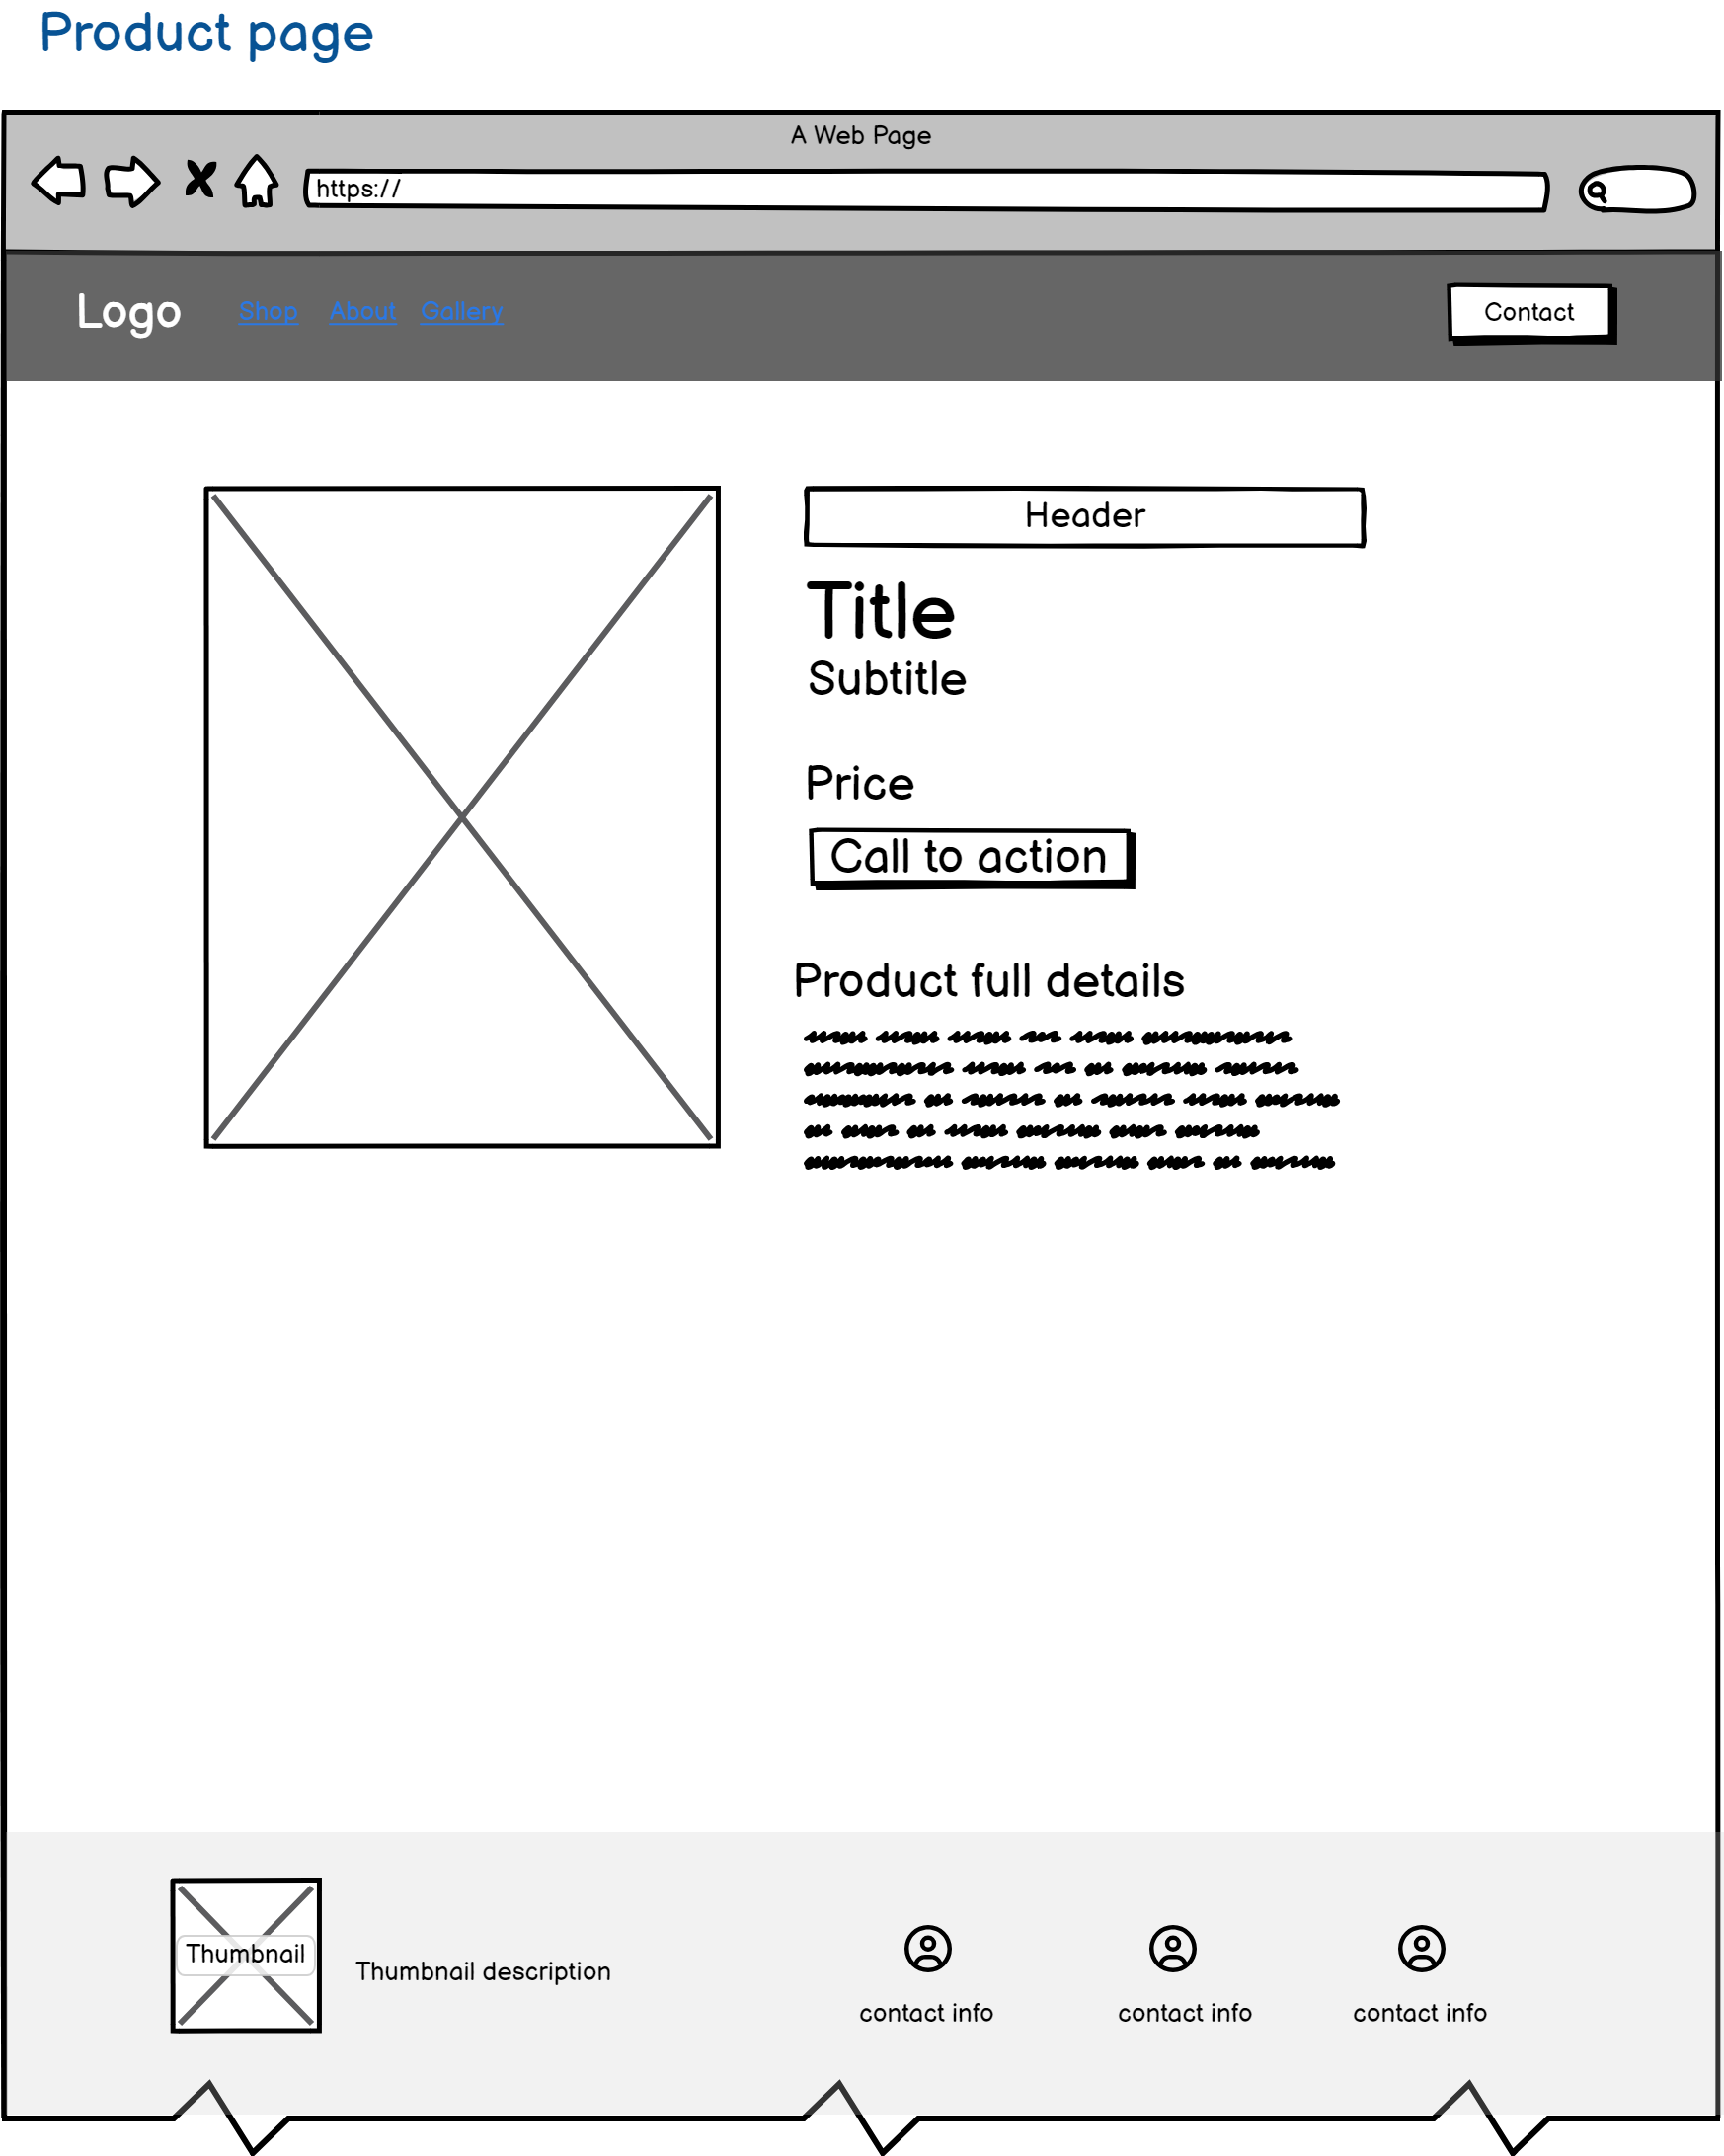 Product page
A Web Page
https://
Logo Shop About Gallery Contact
Header
Title
Subtitle
Price
Call to action
Product full details
Thumbnail
Thumbnail description
contact info contact info contact info